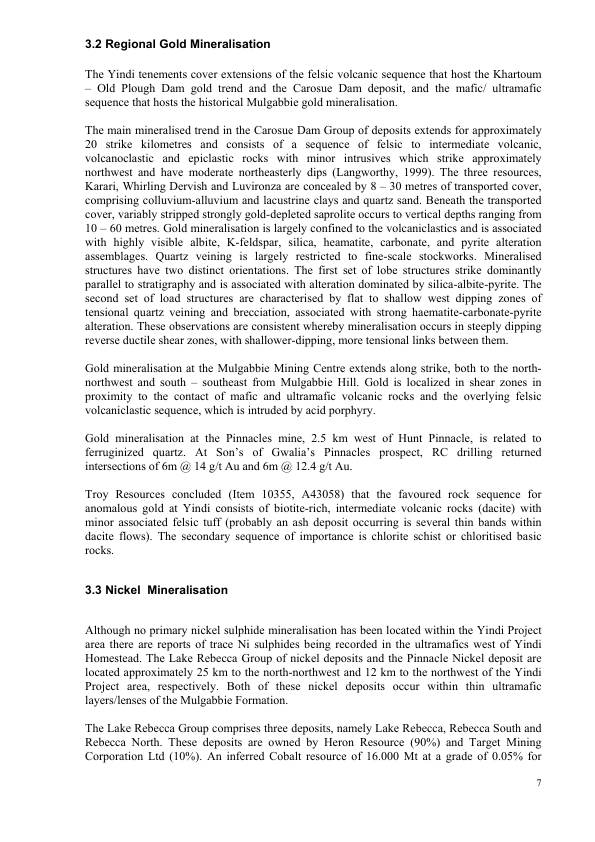 3.2 Regional Gold Mineralisation
The Yindi tenements cover extensions of the felsic volcanic sequence that host the Khartoum
– Old Plough Dam gold trend and the Carosue Dam deposit, and the mafic/ ultramafic
sequence that hosts the historical Mulgabbie gold mineralisation.
The main mineralised trend in the Carosue Dam Group of deposits extends for approximately
20 strike kilometres and consists of a sequence of felsic to intermediate volcanic,
volcanoclastic and epiclastic rocks with minor intrusives which strike approximately
northwest and have moderate northeasterly dips (Langworthy, 1999). The three resources,
Karari, Whirling Dervish and Luvironza are concealed by 8 – 30 metres of transported cover,
comprising colluvium-alluvium and lacustrine clays and quartz sand. Beneath the transported
cover, variably stripped strongly gold-depleted saprolite occurs to vertical depths ranging from
10 – 60 metres. Gold mineralisation is largely confined to the volcaniclastics and is associated
with highly visible albite, K-feldspar, silica, heamatite, carbonate, and pyrite alteration
assemblages. Quartz veining is largely restricted to fine-scale stockworks. Mineralised
structures have two distinct orientations. The first set of lobe structures strike dominantly
parallel to stratigraphy and is associated with alteration dominated by silica-albite-pyrite. The
second set of load structures are characterised by flat to shallow west dipping zones of
tensional quartz veining and brecciation, associated with strong haematite-carbonate-pyrite
alteration. These observations are consistent whereby mineralisation occurs in steeply dipping
reverse ductile shear zones, with shallower-dipping, more tensional links between them.
Gold mineralisation at the Mulgabbie Mining Centre extends along strike, both to the north-
northwest and south – southeast from Mulgabbie Hill. Gold is localized in shear zones in
proximity to the contact of mafic and ultramafic volcanic rocks and the overlying felsic
volcaniclastic sequence, which is intruded by acid porphyry.
Gold mineralisation at the Pinnacles mine, 2.5 km west of Hunt Pinnacle, is related to
ferruginized quartz. At Son’s of Gwalia’s Pinnacles prospect, RC drilling returned
intersections of 6m @ 14 g/t Au and 6m @ 12.4 g/t Au.
Troy Resources concluded (Item 10355, A43058) that the favoured rock sequence for
anomalous gold at Yindi consists of biotite-rich, intermediate volcanic rocks (dacite) with
minor associated felsic tuff (probably an ash deposit occurring is several thin bands within
dacite flows). The secondary sequence of importance is chlorite schist or chloritised basic
rocks.
3.3 Nickel  Mineralisation
Although no primary nickel sulphide mineralisation has been located within the Yindi Project
area there are reports of trace Ni sulphides being recorded in the ultramafics west of Yindi
Homestead. The Lake Rebecca Group of nickel deposits and the Pinnacle Nickel deposit are
located approximately 25 km to the north-northwest and 12 km to the northwest of the Yindi
Project area, respectively. Both of these nickel deposits occur within thin ultramafic
layers/lenses of the Mulgabbie Formation.
The Lake Rebecca Group comprises three deposits, namely Lake Rebecca, Rebecca South and
Rebecca North. These deposits are owned by Heron Resource (90%) and Target Mining
Corporation Ltd (10%). An inferred Cobalt resource of 16.000 Mt at a grade of 0.05% for
7